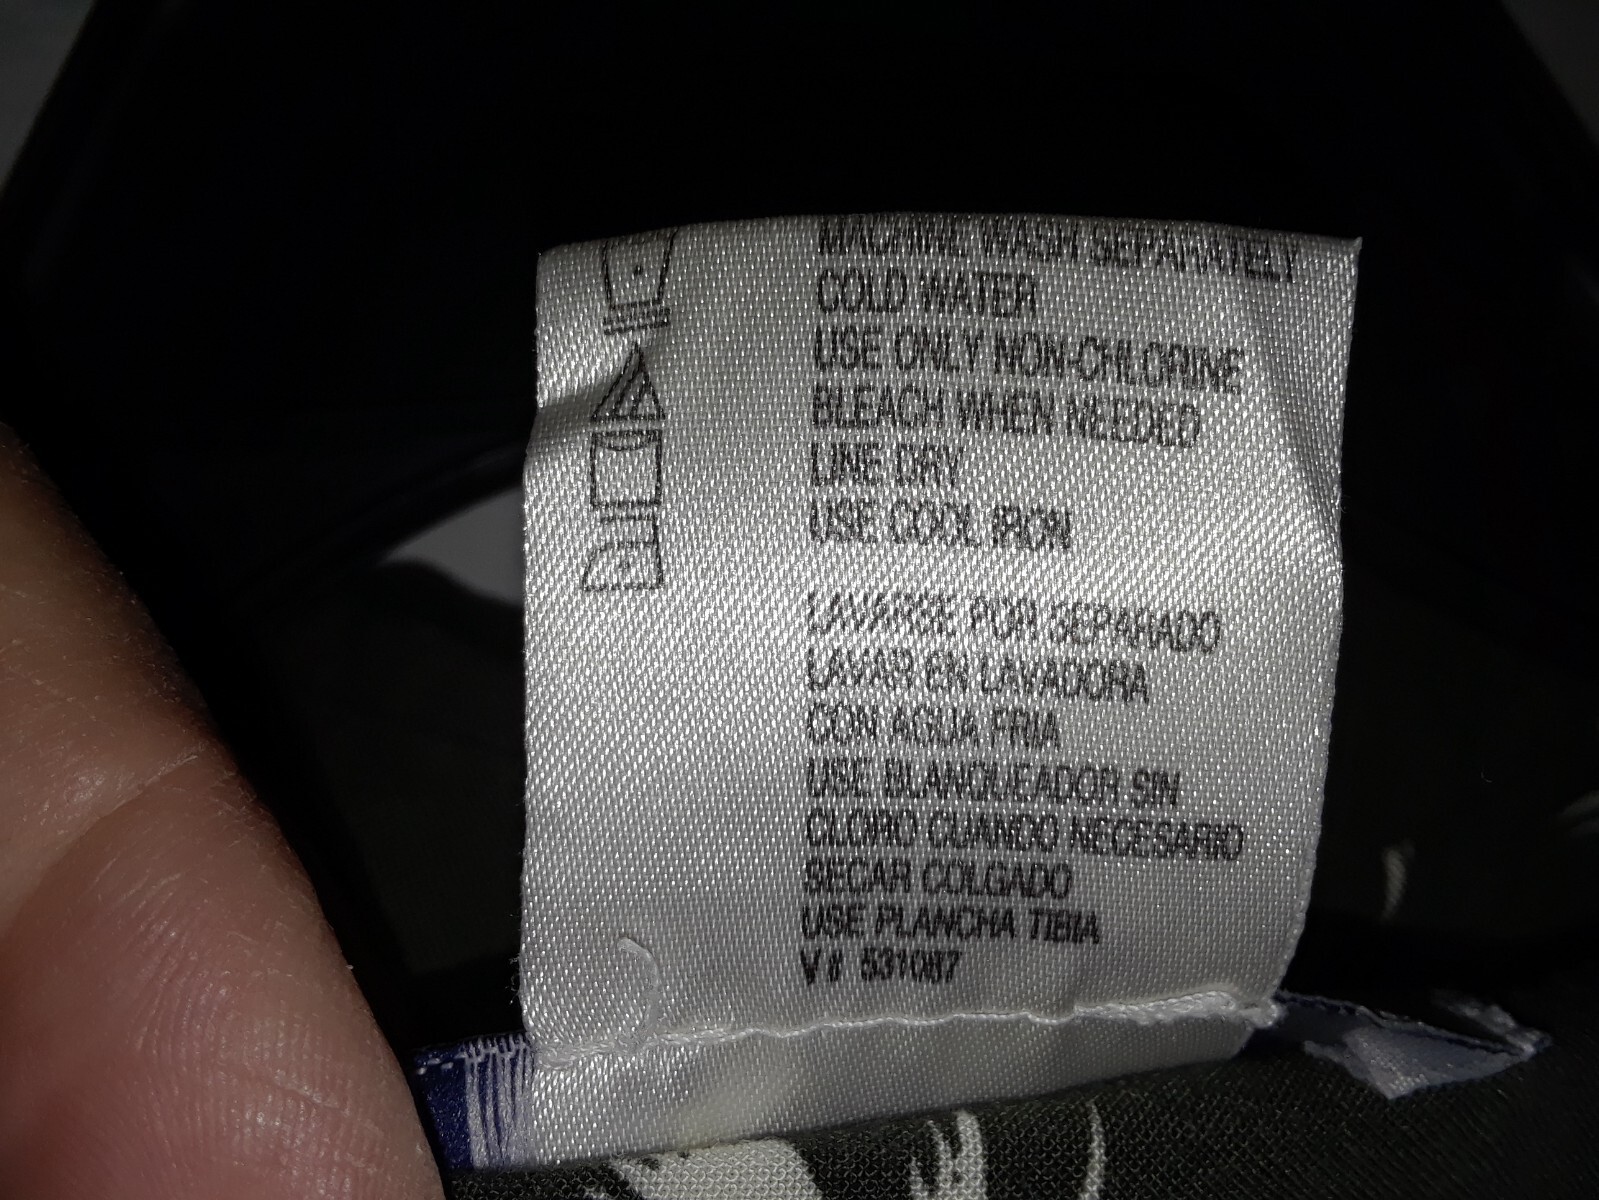 MACHINE WASH SEPARATELY
COLD WATER
USE ONLY NON-CHLORINE
BLEACH WHEN NEEDED
LINE DRY
USE COOL IRON
LAVARSE POR SEPARADO
LAVAR EN LAVADORA
CON AGUA FRIA
USE BLANQUEADOR SIN
CLORO CUANDO NECESARIO
SECAR COLGADO
USE PLANCHA TIBIA
V# 531087